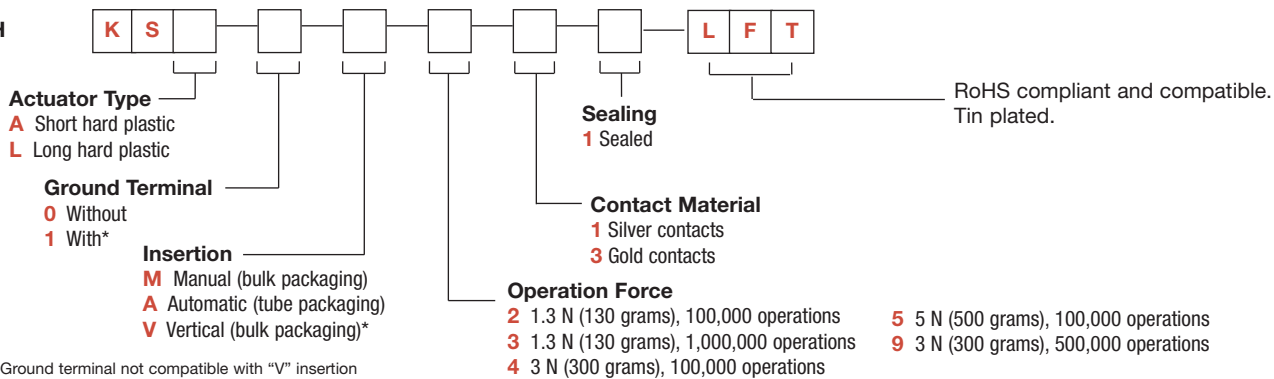 H
K S L F T
Actuator Type
A Short hard plastic
L Long hard plastic
Ground Terminal
0 Without
1 With*
Insertion
M Manual (bulk packaging)
A Automatic (tube packaging)
V Vertical (bulk packaging)*
Ground terminal not compatible with “V” insertion
Operation Force
2 1.3 N (130 grams), 100,000 operations
3 1.3 N (130 grams), 1,000,000 operations
4 3 N (300 grams), 100,000 operations
5 5 N (500 grams), 100,000 operations
9 3 N (300 grams), 500,000 operations
Contact Material
1 Silver contacts
3 Gold contacts
Sealing
1 Sealed
RoHS compliant and compatible.
Tin plated.